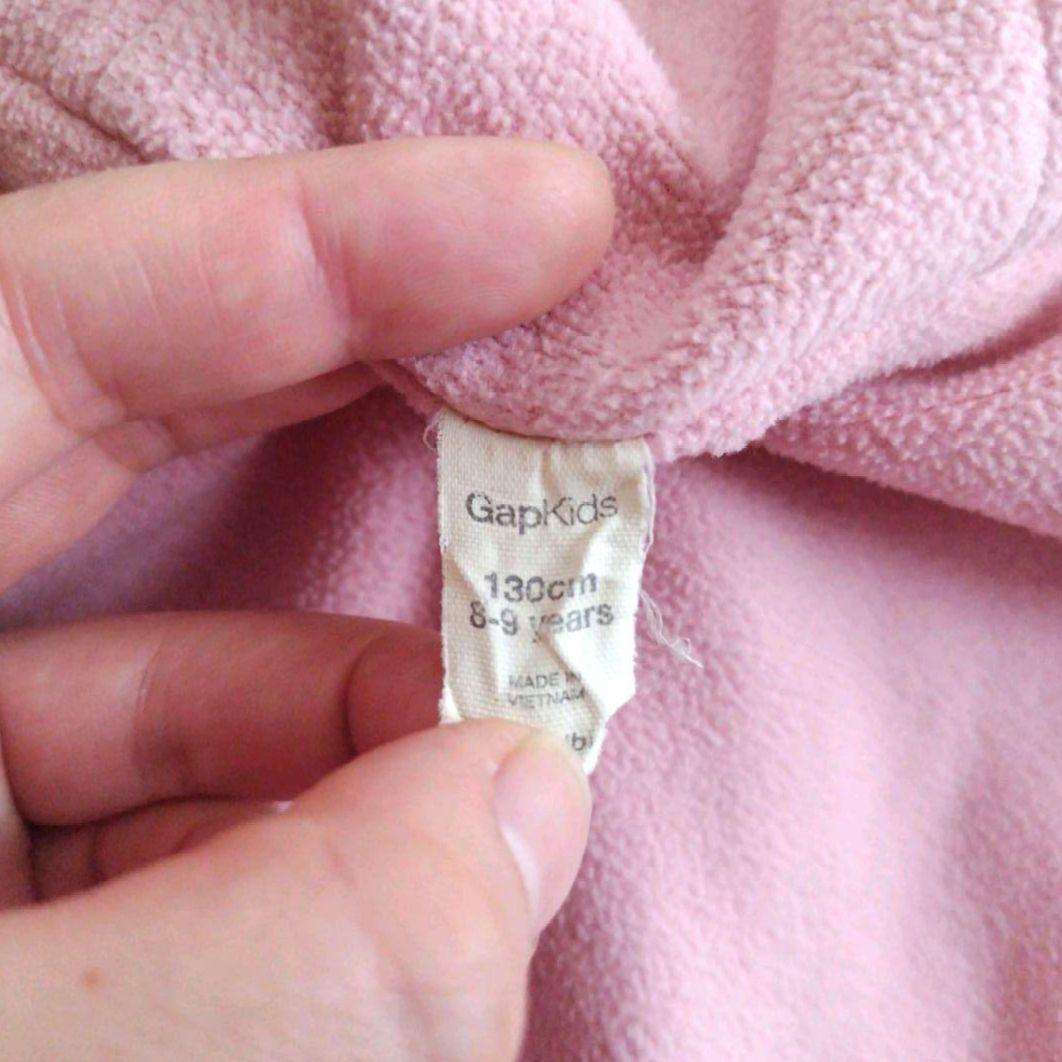 GapKids
130cm
8-9 years
MADE IN
VIETNAM